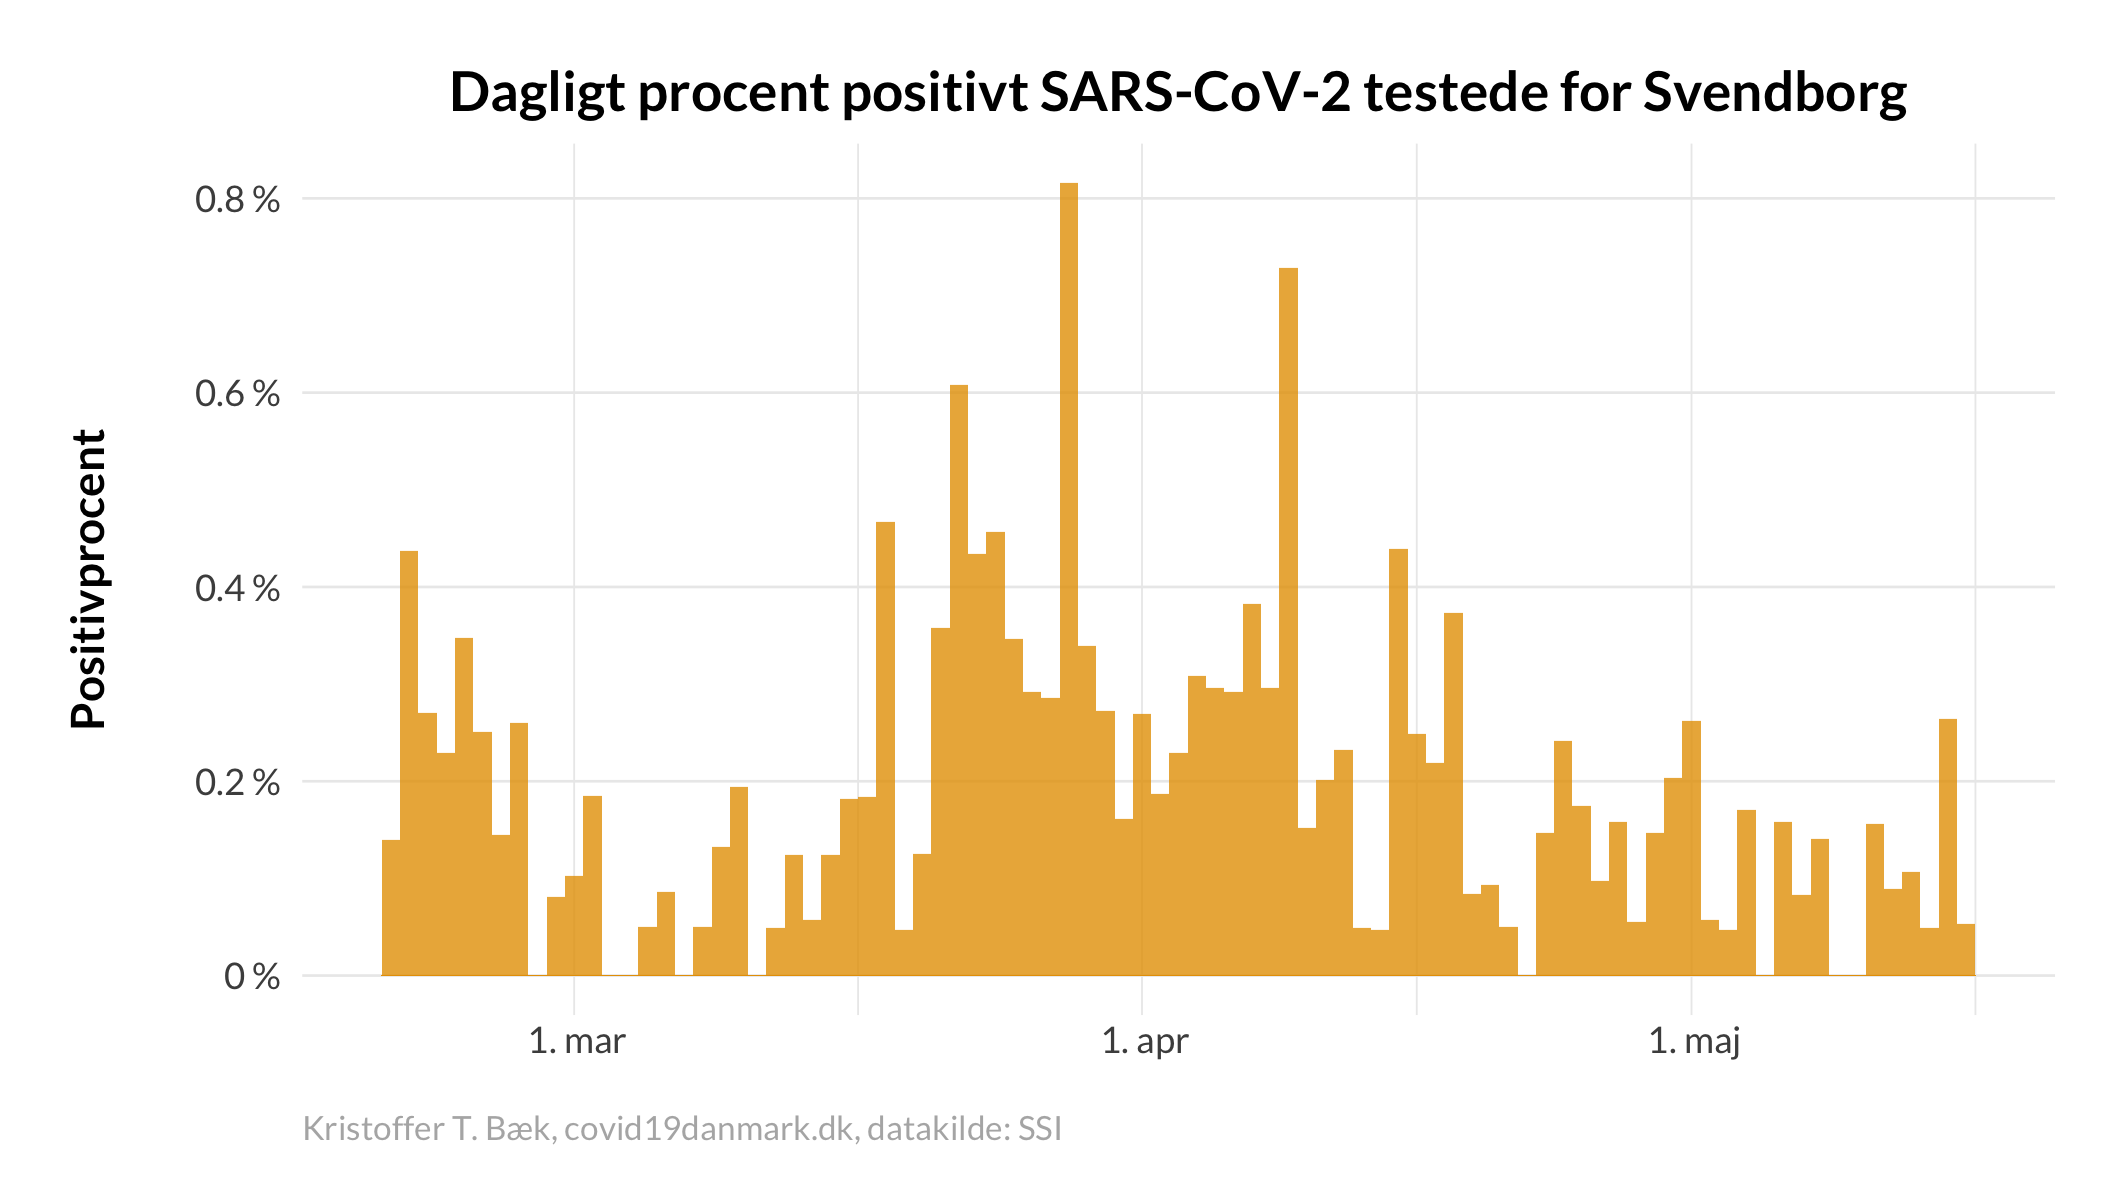 Dagligt procent positivt SARS-CoV-2 testede for Svendborg
Positivprocent
0.8 %
0.6 %
0.4 %
0.2 %
0 %
1. mar
1. apr
1. maj
Kristoffer T. Bæk, covid19danmark.dk, datakilde: SSI